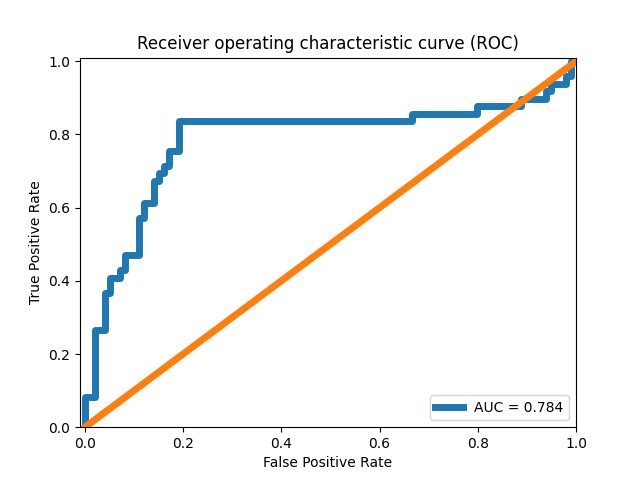 Receiver operating characteristic curve (ROC)
True Positive Rate
1.0
0.8
0.6
0.4
0.2
0.0
0.0 0.2 0.4 0.6 0.8 1.0
False Positive Rate
AUC = 0.784